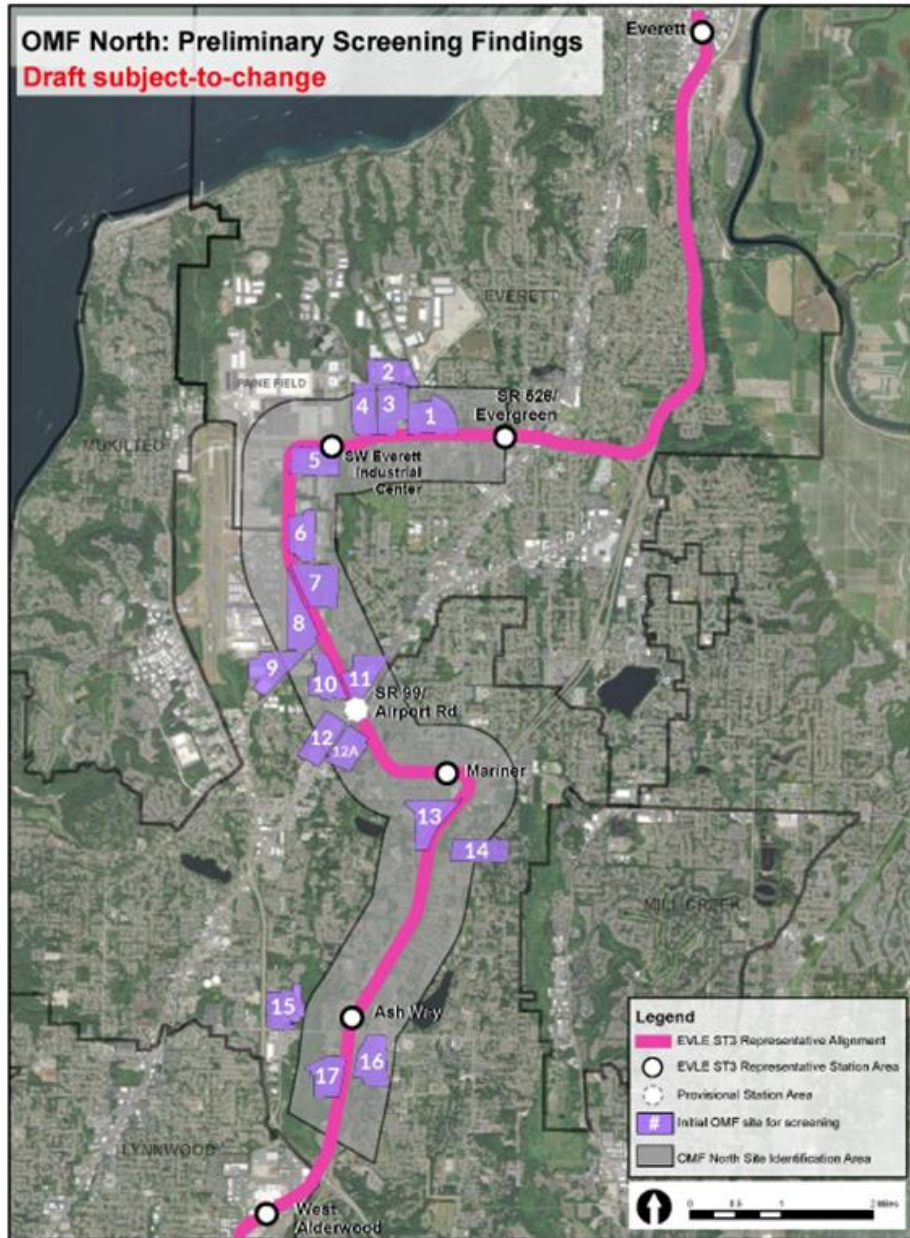 OMF North: Preliminary Screening Findings
Draft subject-to-change
Everett
EVERETT
PAINE FIELD
2
SR 526/
Evergreen
4
3
1
MUKILTEO
5
SW Everett
Industrial
Center
6
7
8
9
10
11
SR 99/
Airport Rd
12
12A
Mariner
13
14
MILL CREEK
15
Ash Way
16
17
LYNNWOOD
West
Alderwood
Legend
EVLE ST3 Representative Alignment
EVLE ST3 Representative Station Area
Provisional Station Area
# Initial OMF site for screening
OMF North Site Identification Area
0 0.5 1 2 Miles